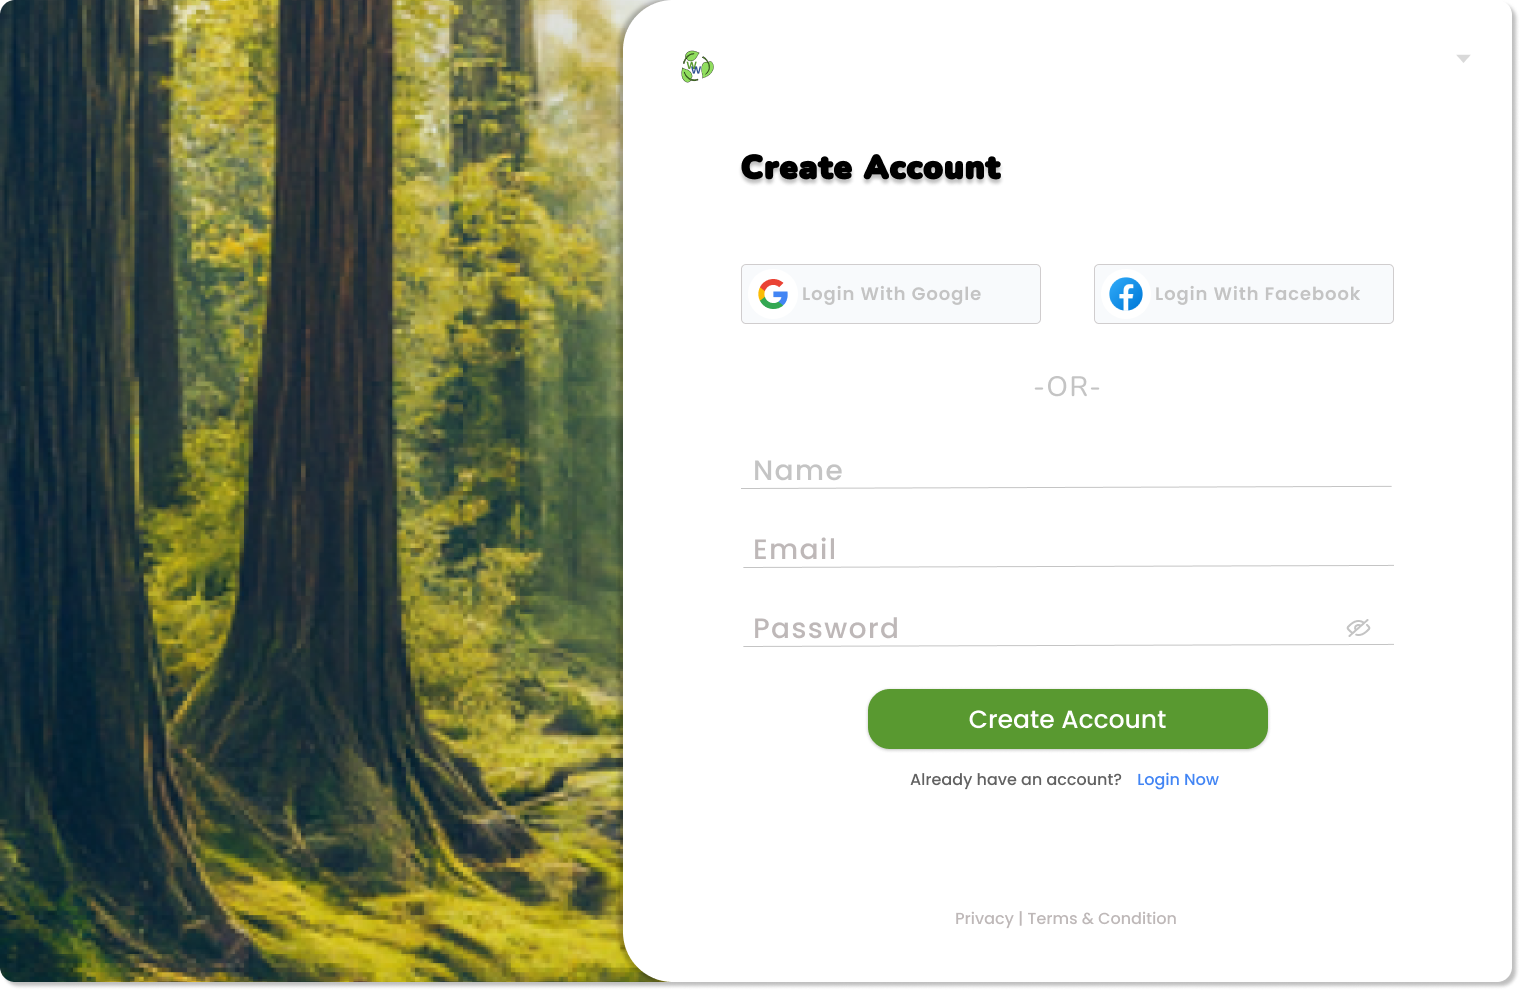 WW
Create Account
Login With Google
Login With Facebook
-OR-
Name
Email
Password
Create Account
Already have an account? Login Now
Privacy | Terms & Condition